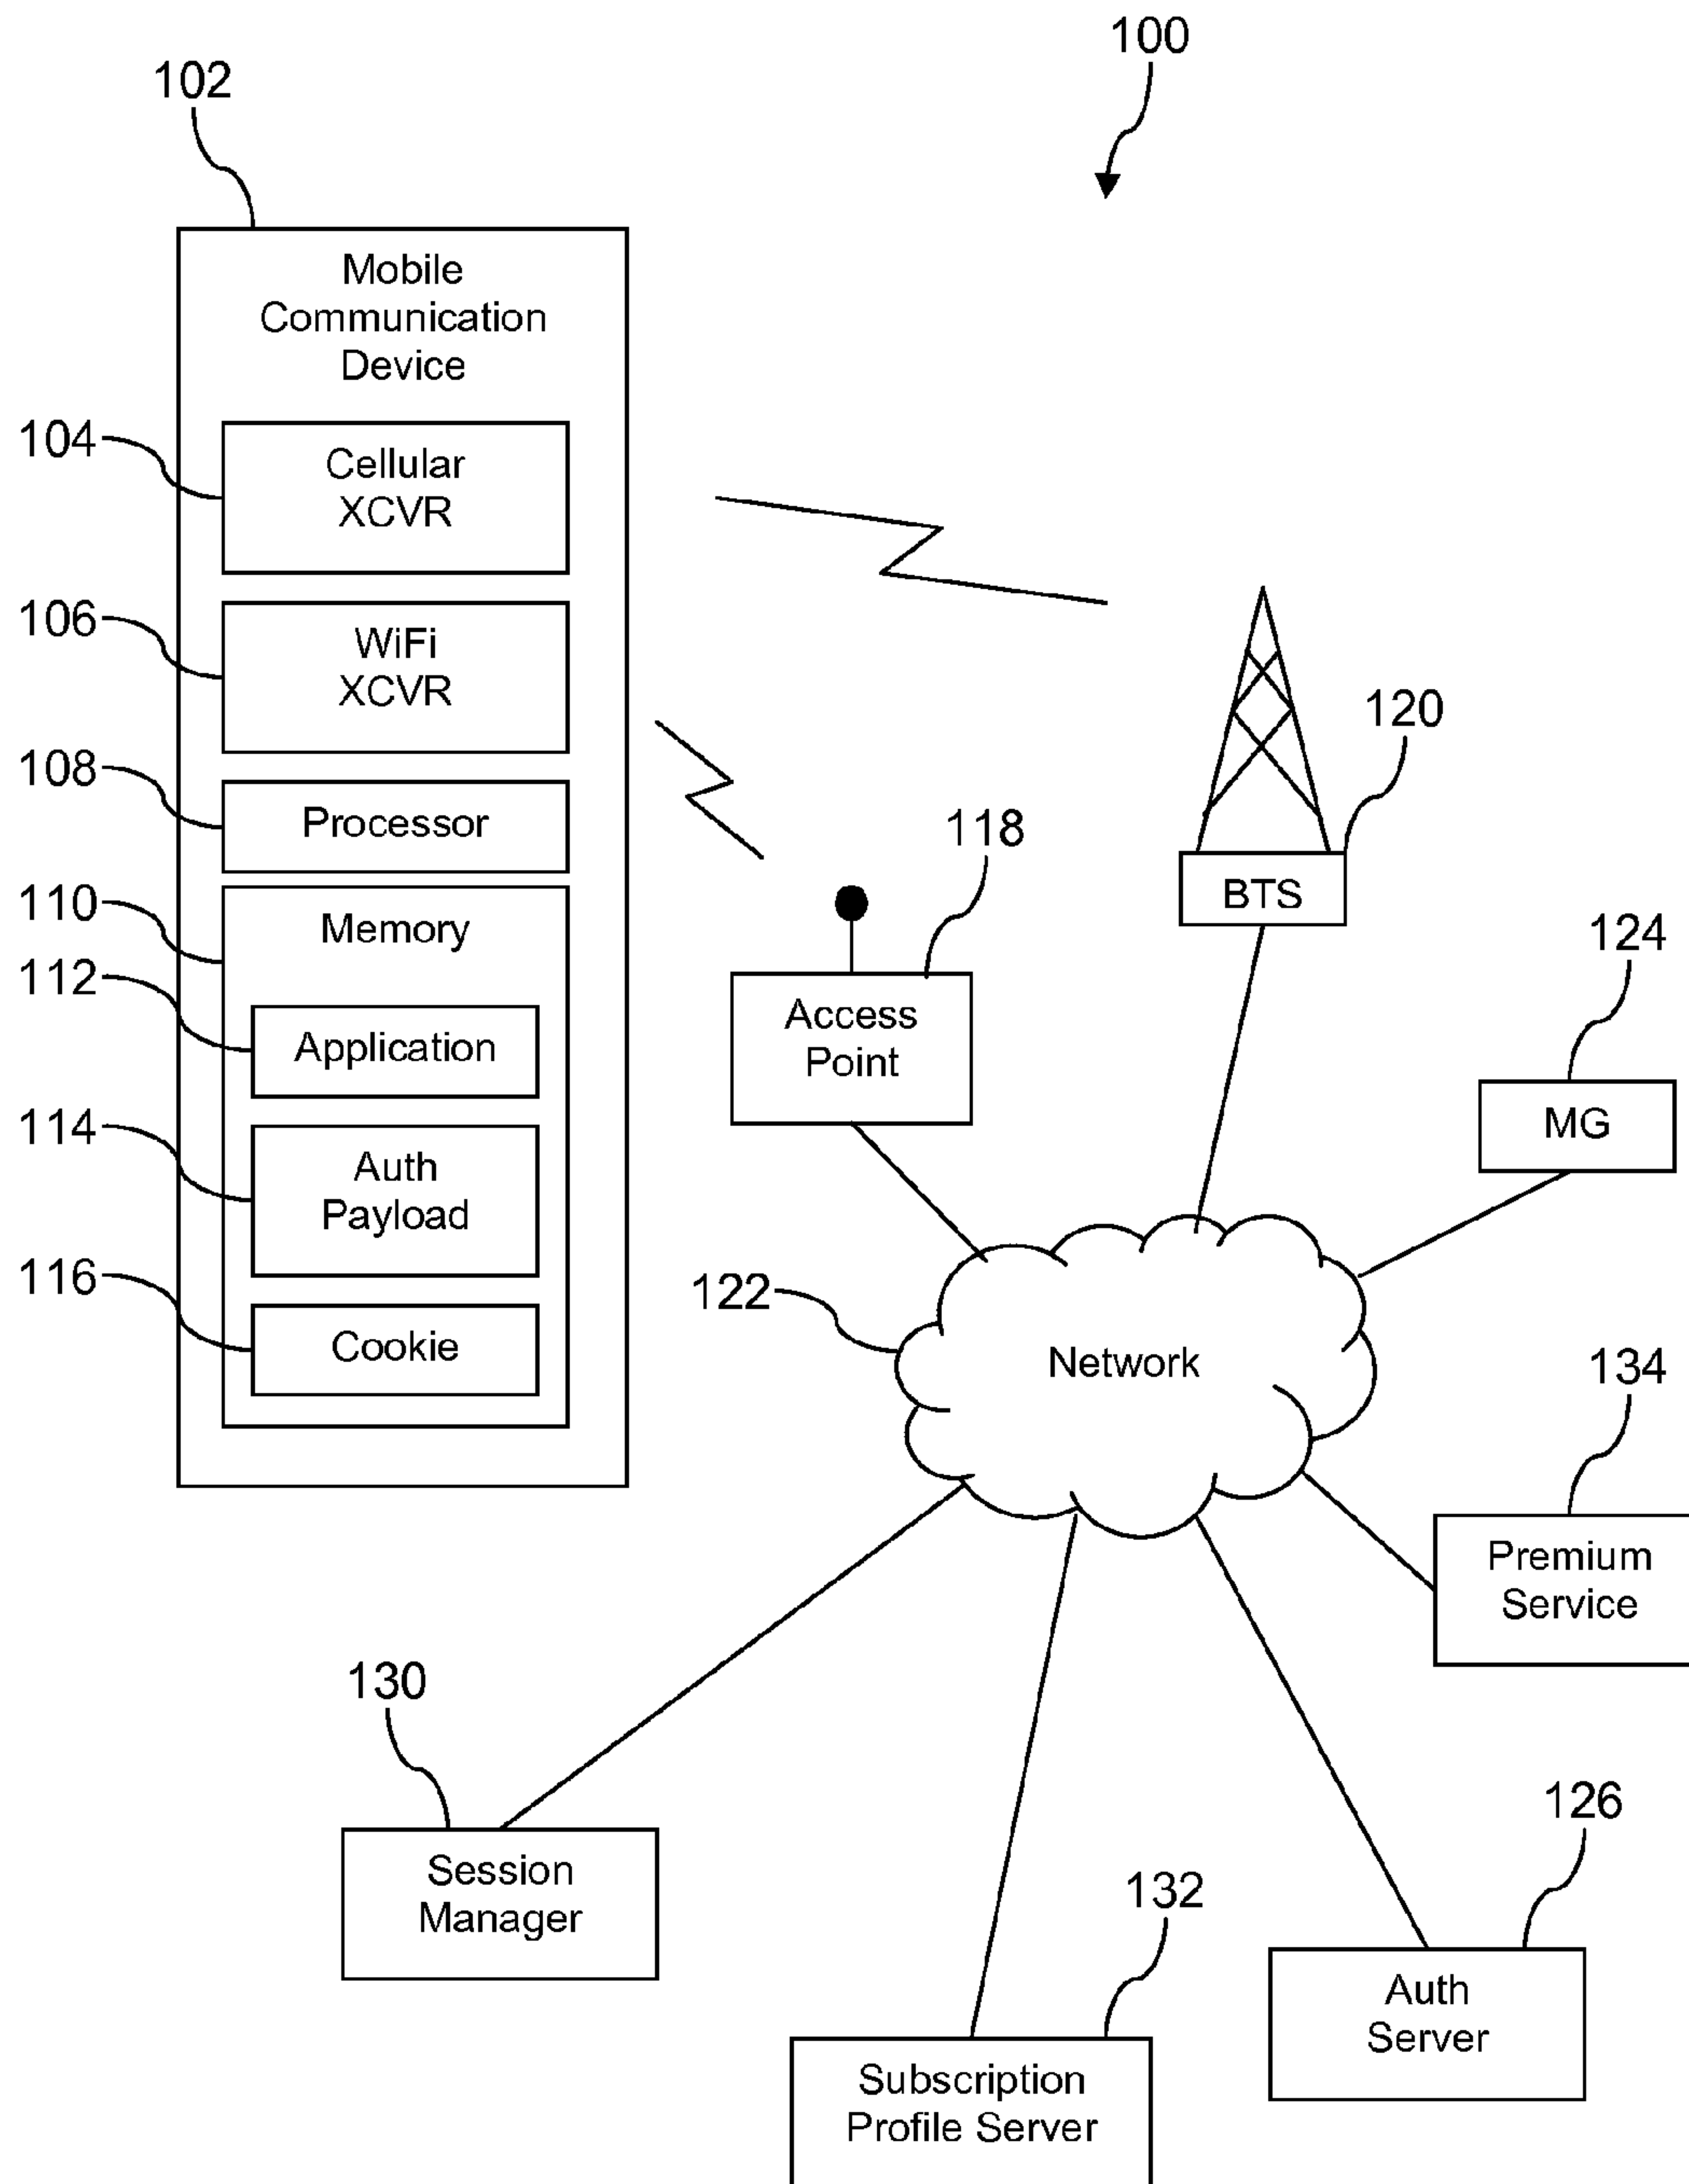 100
102
Mobile
Communication
Device
104
Cellular
XCVR
106
WiFi
XCVR
108
Processor
110
Memory
112
Application
114
Auth
Payload
116
Cookie
118
Access
Point
120
BTS
124
MG
122
Network
134
Premium
Service
130
Session
Manager
132
Subscription
Profile Server
126
Auth
Server